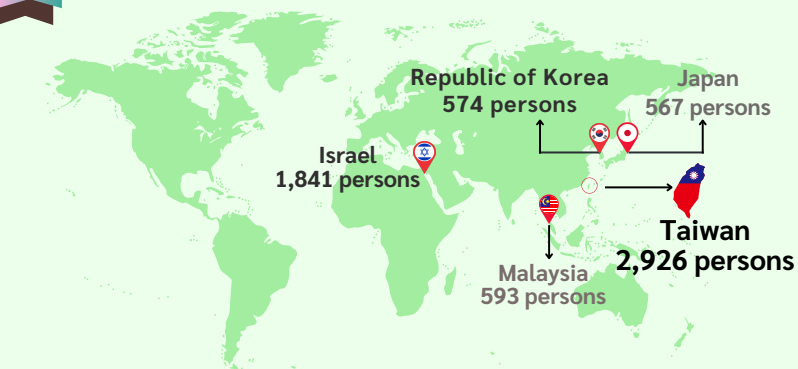 Republic of Korea
574 persons
Japan
567 persons
Israel
1,841 persons
Taiwan
2,926 persons
Malaysia
593 persons